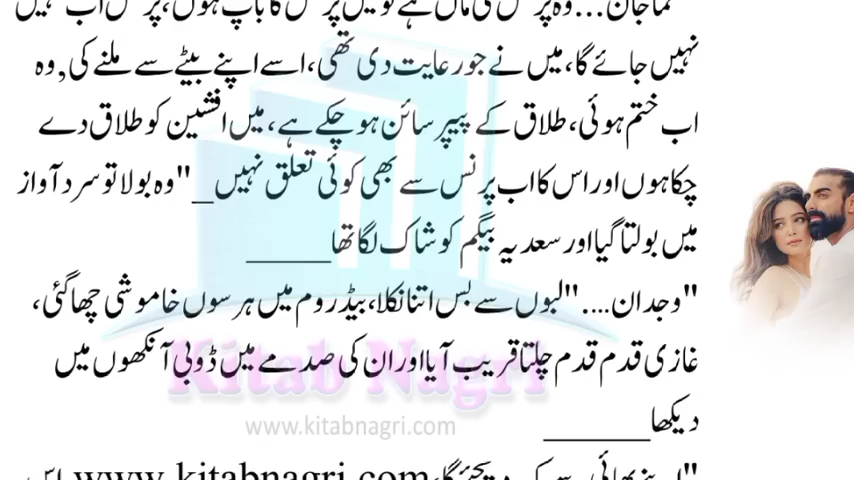 مما جان...وہ پرنس کی ماں ہے تو میں پرنس کا باپ ہوں، پرنس اب کہیں
نہیں جائے گا، میں نے جو رعایت دی تھی، اسے اپنے بیٹے سے ملنے کی, وہ
اب ختم ہوئی، طلاق کے پیپر سائن ہو چکے ہے، میں افشین کو طلاق دے
چکا ہوں اور اس کا اب پرنس سے بھی کوئی تعلق نہیں_"وہ بولا تو سرد آواز
میں بولتا گیا اور سعدیہ بیگم کو شاک لگا تھا______
"وجدان...."لبوں سے بس اتنا نکلا، بیڈروم میں ہر سوں خاموشی چھا گئی،
غازی قدم قدم چلتا قریب آیا اور ان کی صدمے میں ڈوبی آنکھوں میں
دیکھا________
Kitab Nagri
www.kitabnagri.com
www.kitabnagri.com، اس